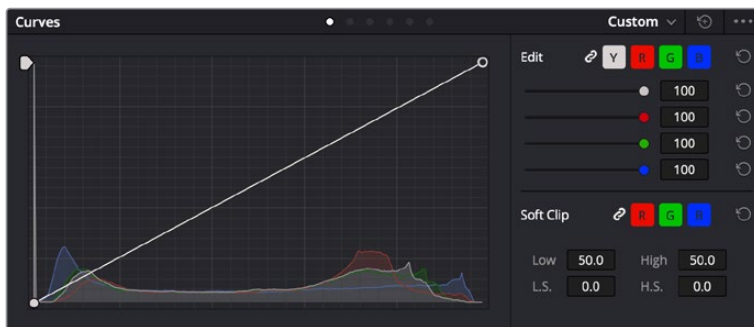 Curves Custom
Edit Y R G B
100
100
100
100
Soft Clip R G B
Low 50.0 High 50.0
L.S. 0.0 H.S. 0.0